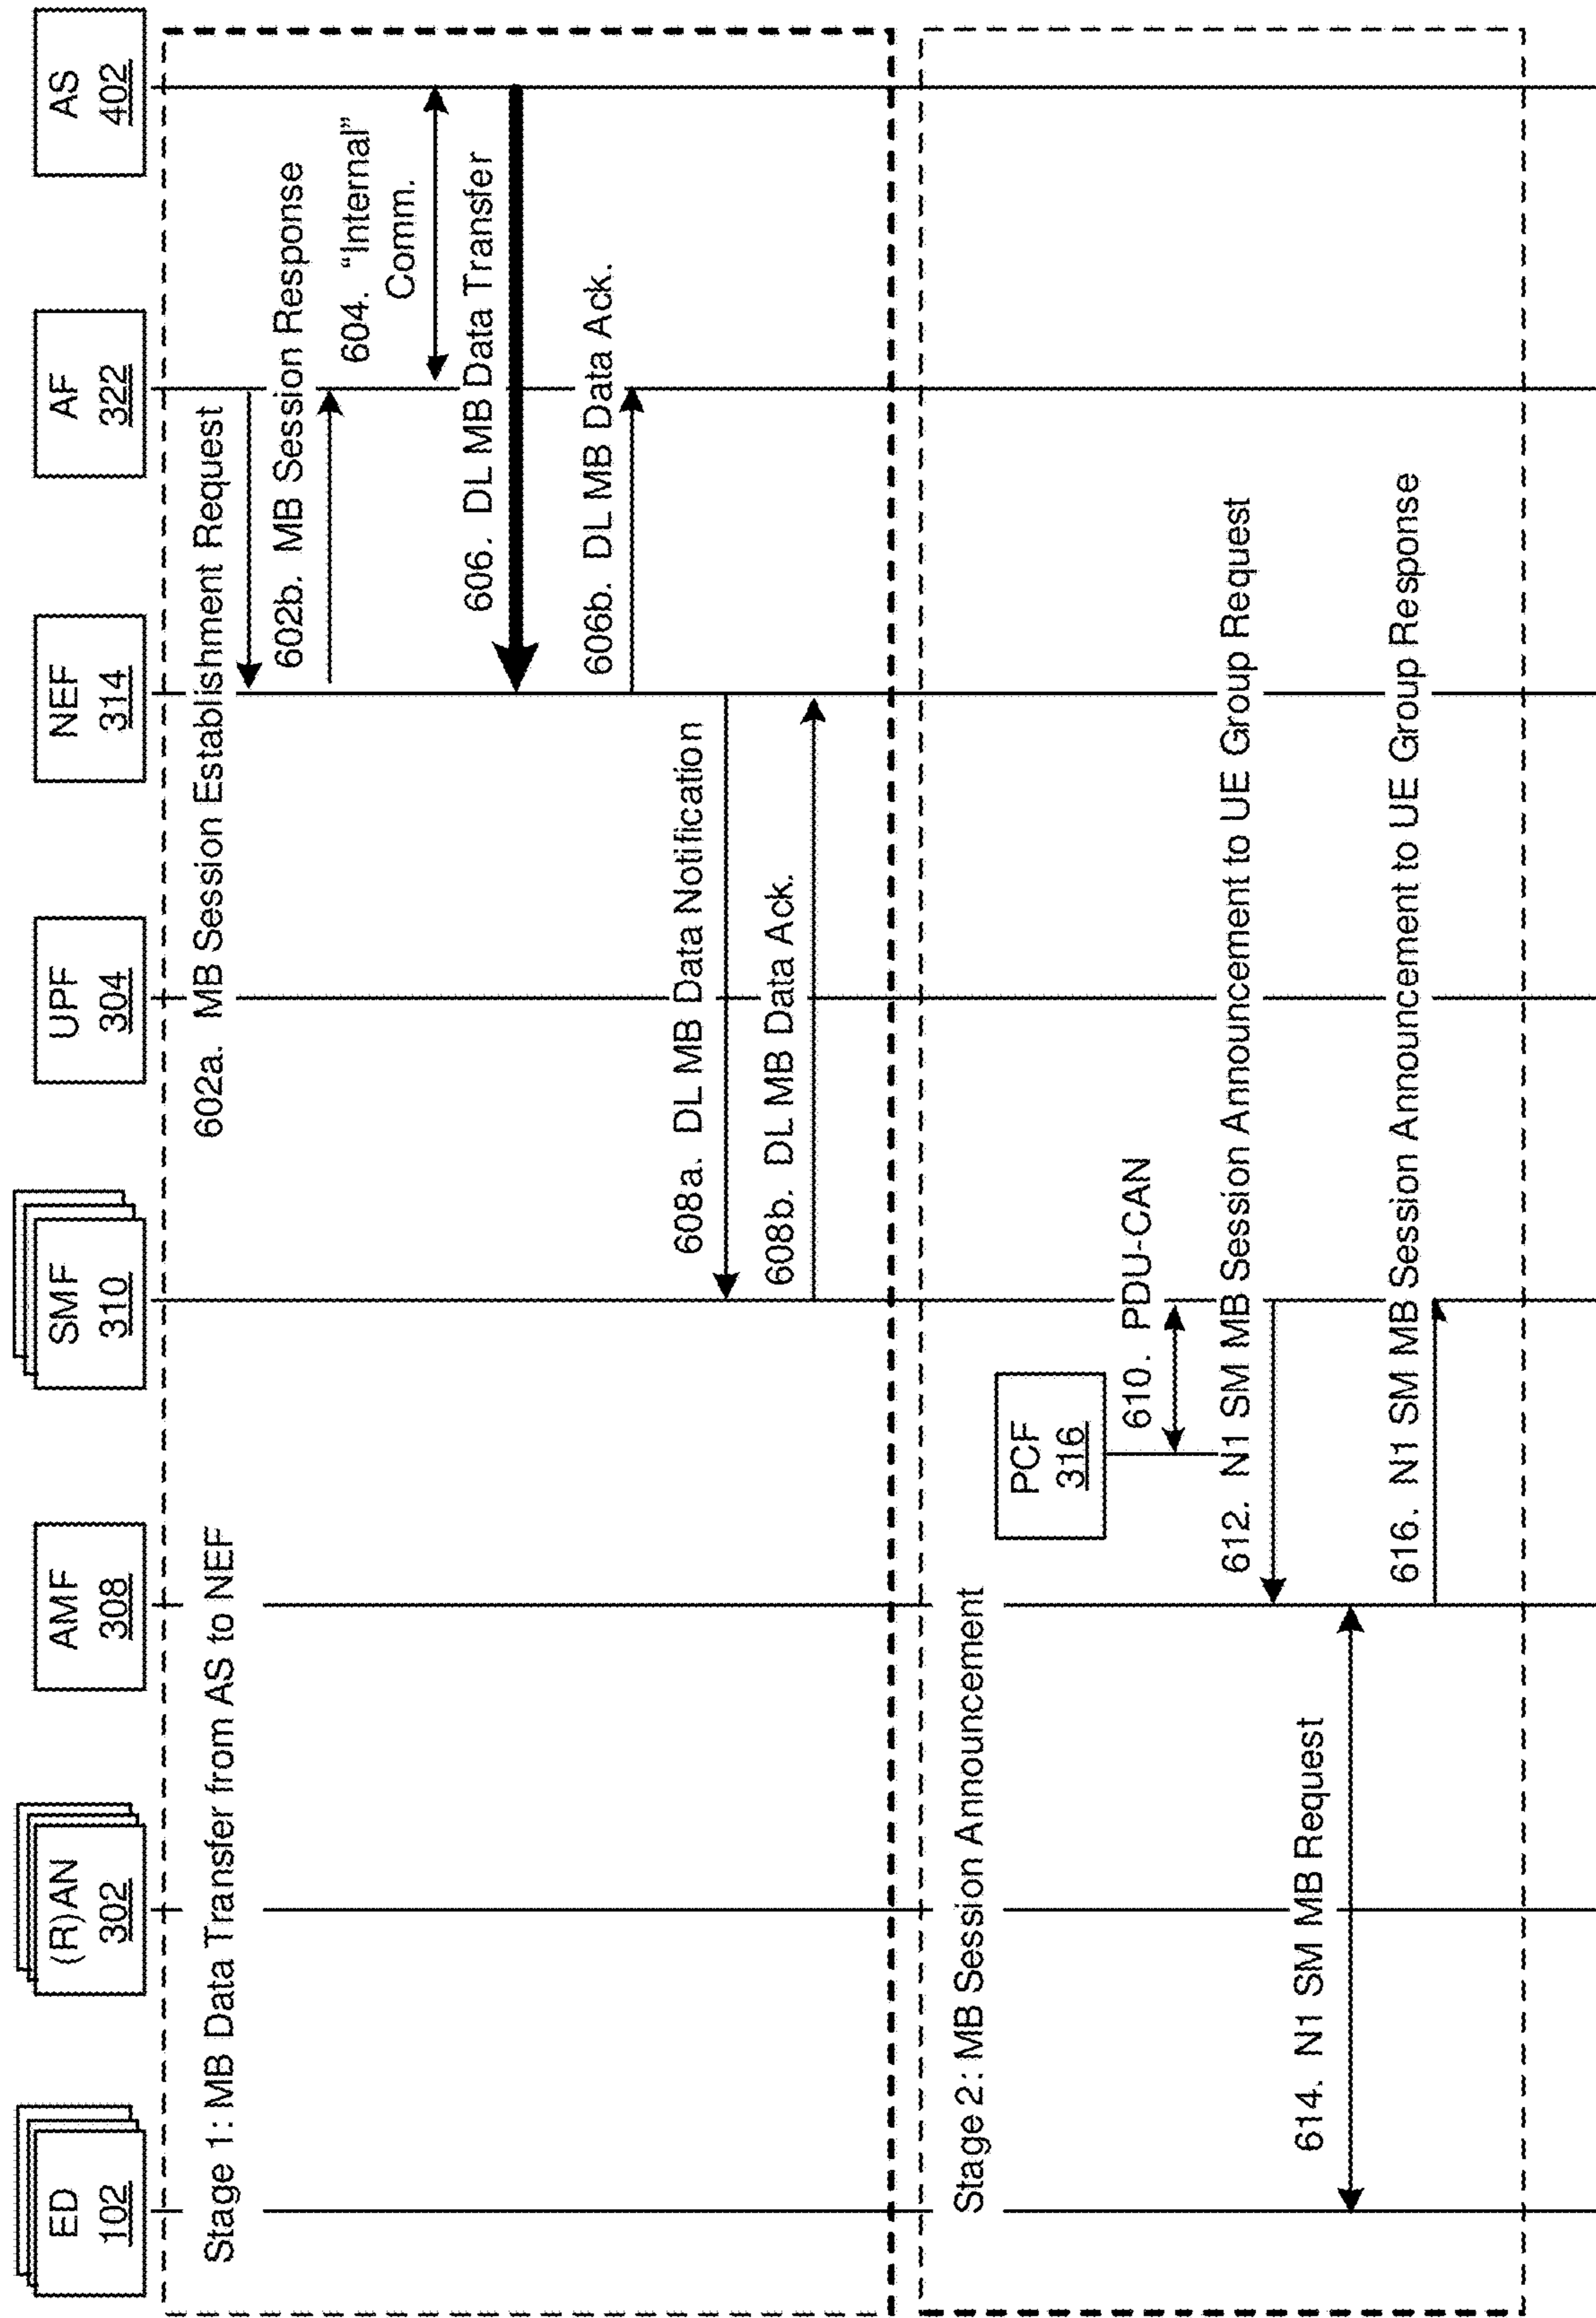 ED
102
(R)AN
302
AMF
308
SMF
310
UPF
304
NEF
314
AF
322
AS
402
Stage 1: MB Data Transfer from AS to NEF
602a. MB Session Establishment Request
602b. MB Session Response
604. "Internal"
Comm.
606. DL MB Data Transfer
606b. DL MB Data Ack.
608a. DL MB Data Notification
608b. DL MB Data Ack.
Stage 2: MB Session Announcement
PCF
316
610. PDU-CAN
612. N1 SM MB Session Announcement to UE Group Request
614. N1 SM MB Request
616. N1 SM MB Session Announcement to UE Group Response